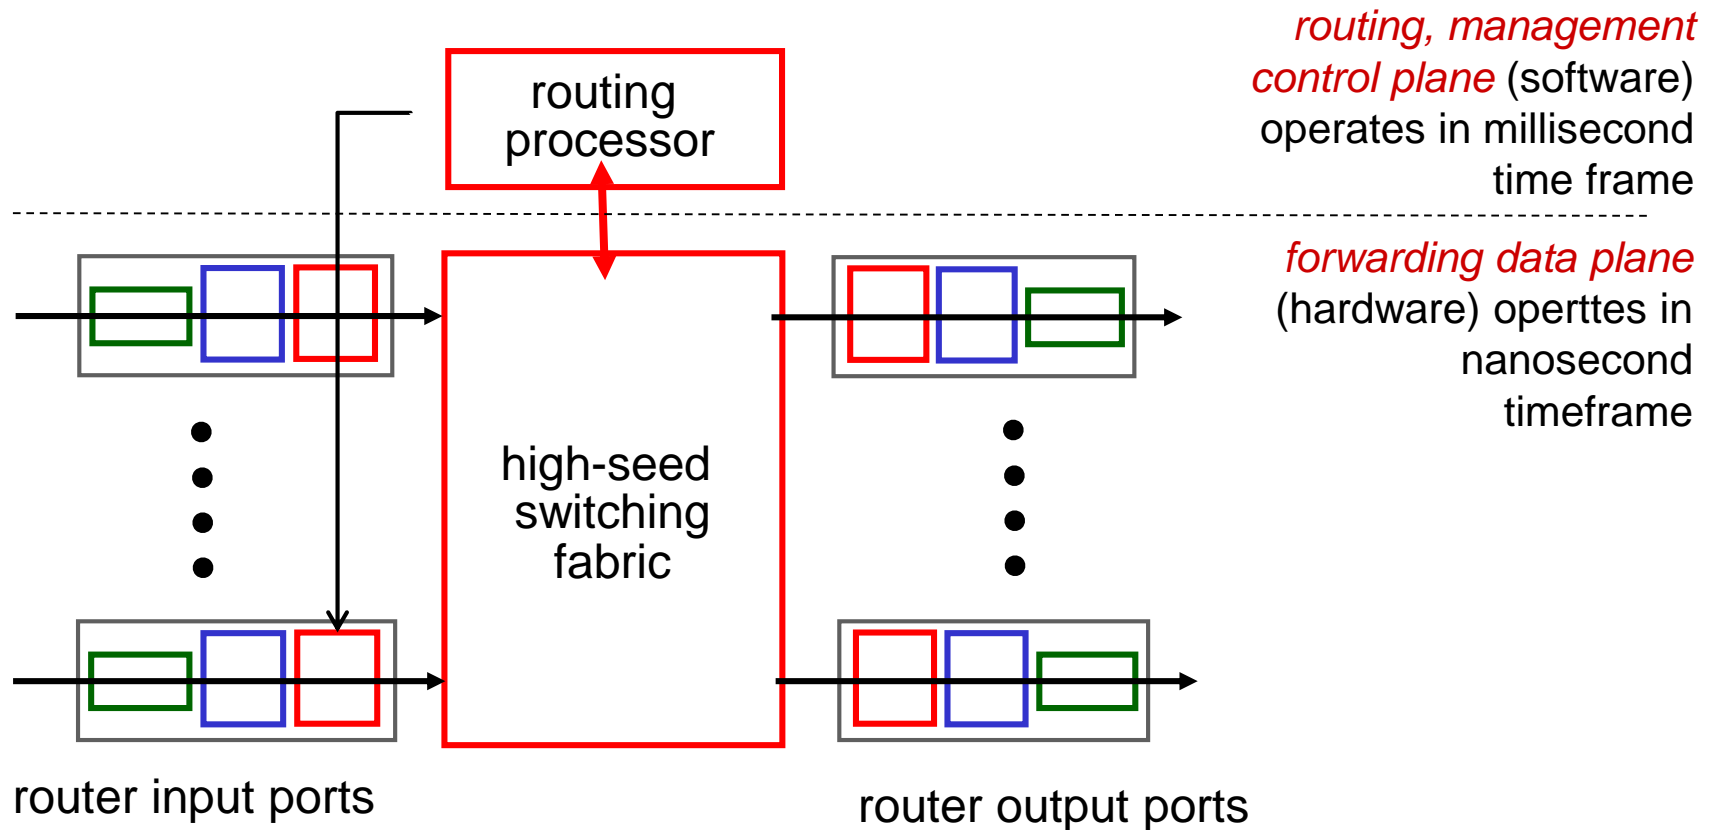 routing, management
control plane (software)
operates in millisecond
time frame
routing
processor
forwarding data plane
(hardware) operttes in
nanosecond
timeframe
high-seed
switching
fabric
router input ports
router output ports